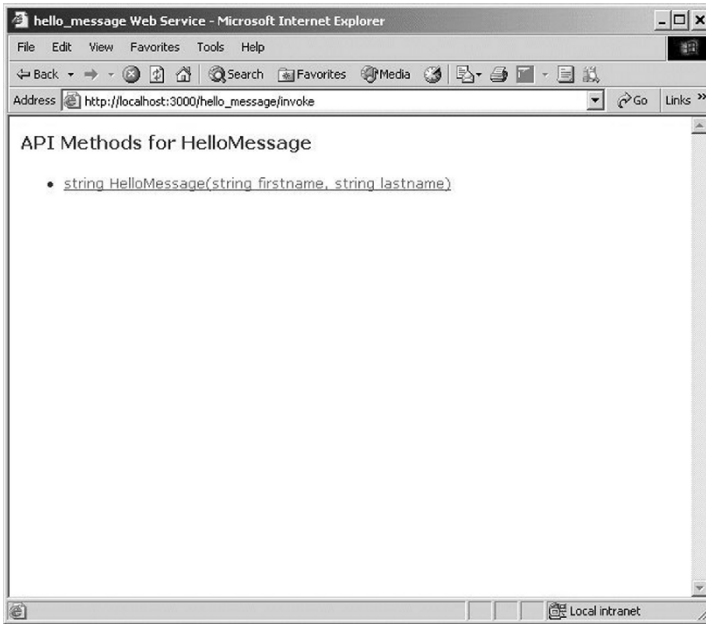 hello_message Web Service - Microsoft Internet Explorer
File Edit View Favorites Tools Help
Back Search Favorites Media
Address http://localhost:3000/hello_message/invoke Go Links »
API Methods for HelloMessage
• string HelloMessage(string firstname, string lastname)
Local intranet